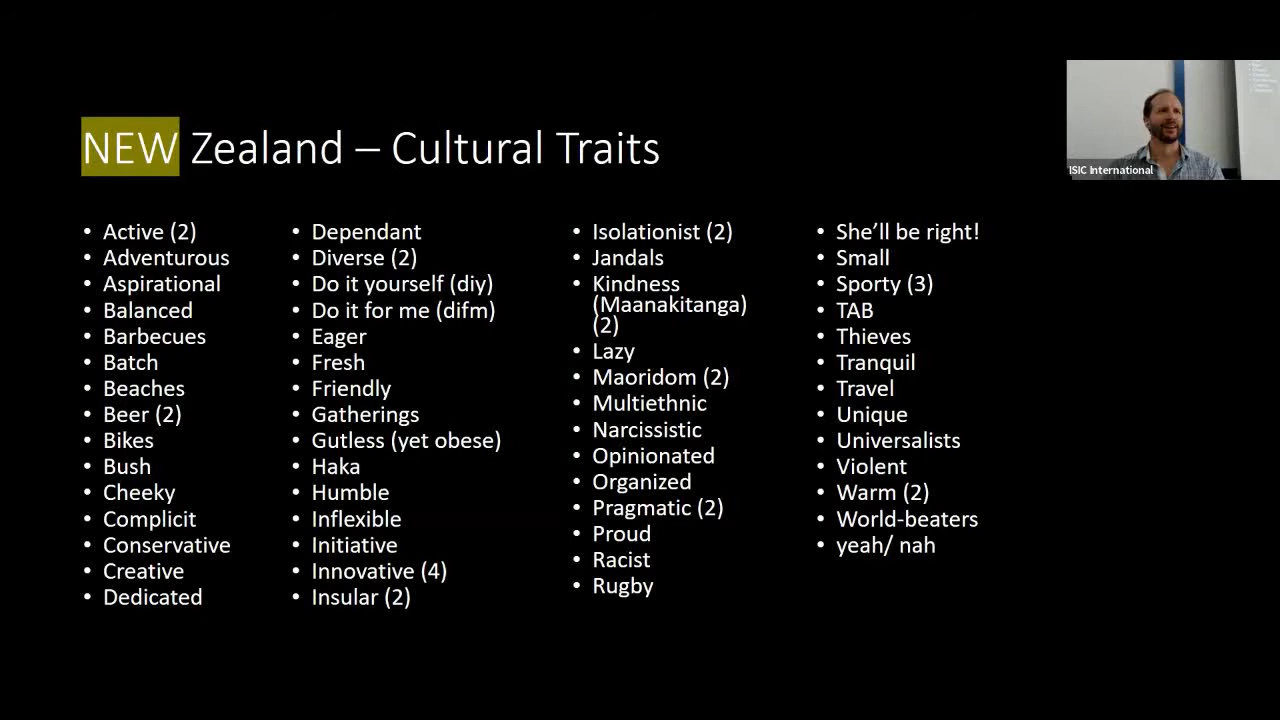 NEW Zealand – Cultural Traits
ISIC International
• Active (2)
• Adventurous
• Aspirational
• Balanced
• Barbecues
• Batch
• Beaches
• Beer (2)
• Bikes
• Bush
• Cheeky
• Complicit
• Conservative
• Creative
• Dedicated
• Dependant
• Diverse (2)
• Do it yourself (diy)
• Do it for me (difm)
• Eager
• Fresh
• Friendly
• Gatherings
• Gutless (yet obese)
• Haka
• Humble
• Inflexible
• Initiative
• Innovative (4)
• Insular (2)
• Isolationist (2)
• Jandals
• Kindness
(Maanakitanga)
(2)
• Lazy
• Maoridom (2)
• Multiethnic
• Narcissistic
• Opinionated
• Organized
• Pragmatic (2)
• Proud
• Racist
• Rugby
• She’ll be right!
• Small
• Sporty (3)
• TAB
• Thieves
• Tranquil
• Travel
• Unique
• Universalists
• Violent
• Warm (2)
• World-beaters
• yeah/ nah